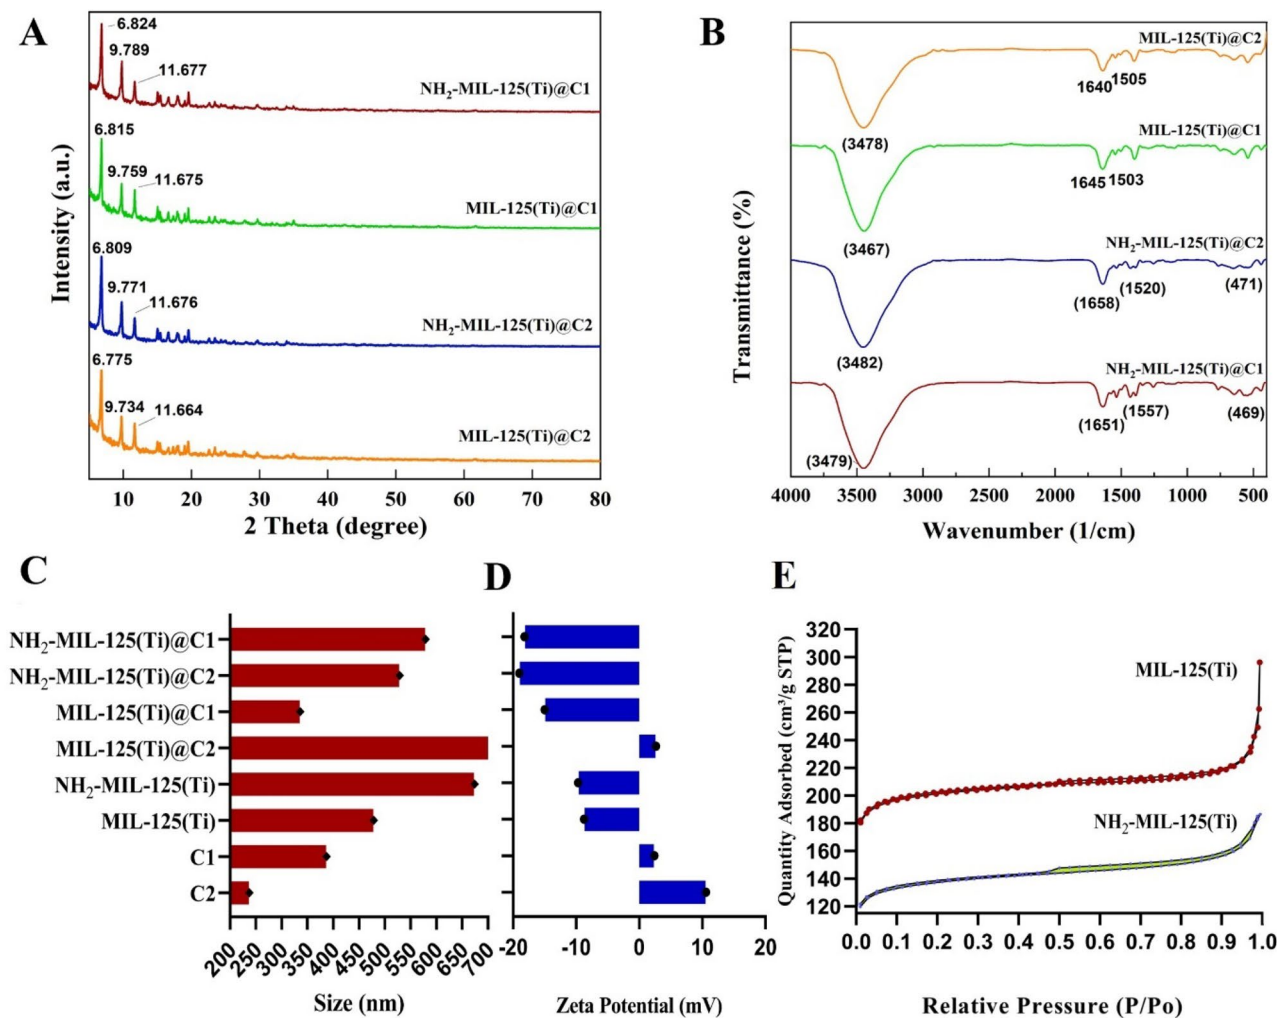 A
6.824
9.789
11.677
NH2-MIL-125(Ti)@C1
6.815
9.759
11.675
MIL-125(Ti)@C1
6.809
9.771
11.676
NH2-MIL-125(Ti)@C2
6.775
9.734
11.664
MIL-125(Ti)@C2
Intensity (a.u.)
10 20 30 40 50 60 70 80
2 Theta (degree)
B
MIL-125(Ti)@C2
1640 1505
(3478)
MIL-125(Ti)@C1
1645 1503
(3467)
NH2-MIL-125(Ti)@C2
(1520) (471)
(1658)
(3482)
NH2-MIL-125(Ti)@C1
(1557) (469)
(1651)
(3479)
Transmittance (%)
4000 3500 3000 2500 2000 1500 1000 500
Wavenumber (1/cm)
C
NH2-MIL-125(Ti)@C1
NH2-MIL-125(Ti)@C2
MIL-125(Ti)@C1
MIL-125(Ti)@C2
NH2-MIL-125(Ti)
MIL-125(Ti)
C1
C2
200 250 300 350 400 450 500 550 600 650 700
Size (nm)
D
-20 -10 0 10 20
Zeta Potential (mV)
E
Quantity Adsorbed (cm³/g STP)
320
300
280
260
240
220
200
180
160
140
120
MIL-125(Ti)
NH2-MIL-125(Ti)
0.0 0.1 0.2 0.3 0.4 0.5 0.6 0.7 0.8 0.9 1.0
Relative Pressure (P/Po)